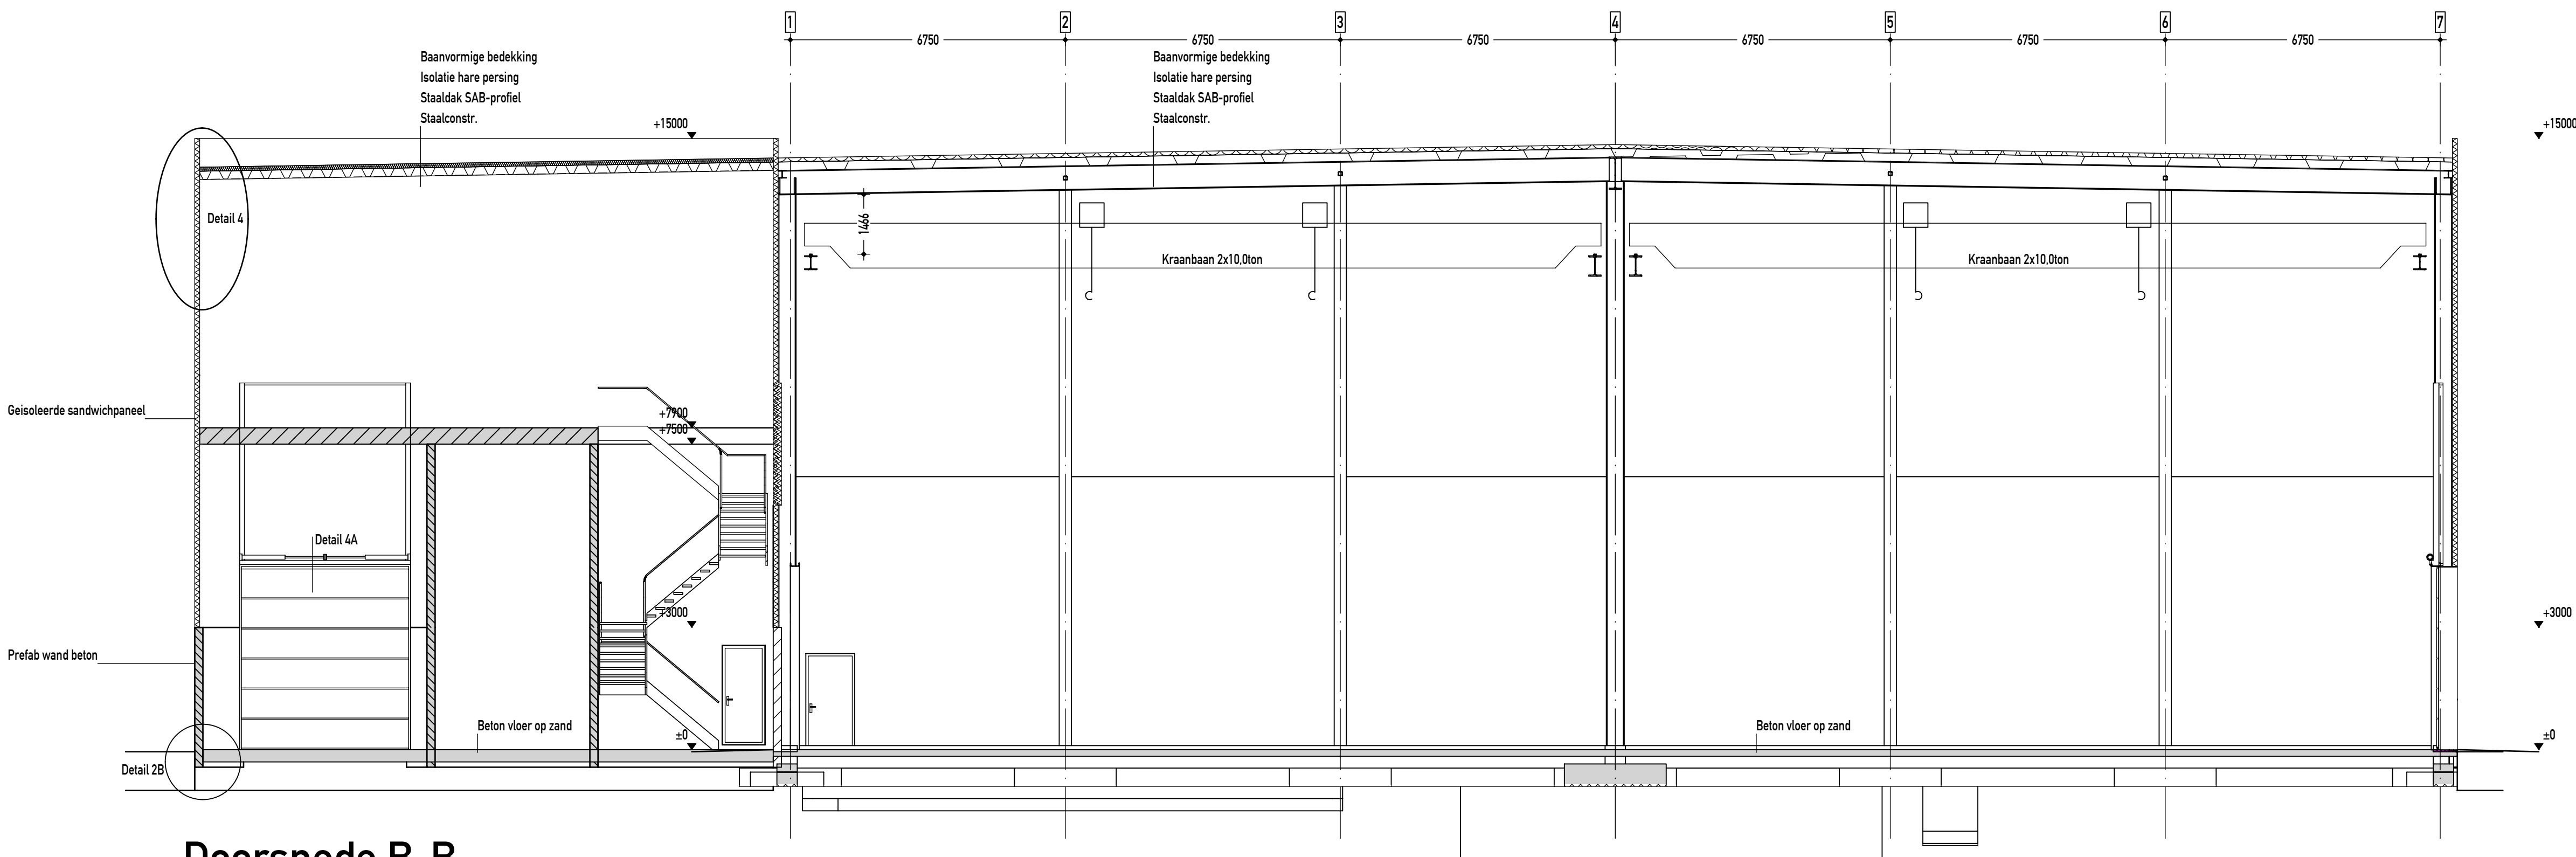 1 2 3 4 5 6 7
6750 6750 6750 6750 6750 6750
Baanvormige bedekking
Isolatie hare persing
Staaldak SAB-profiel
Staalconstr.
Baanvormige bedekking
Isolatie hare persing
Staaldak SAB-profiel
Staalconstr.
+15000
+15000
Detail 4
1466
Kraanbaan 2x10,0ton
Kraanbaan 2x10,0ton
Geisoleerde sandwichpaneel
+7900
+7500
Detail 4A
+3000
+3000
Prefab wand beton
Beton vloer op zand
Beton vloer op zand
±0
±0
Detail 2B
Doorsnede B-B